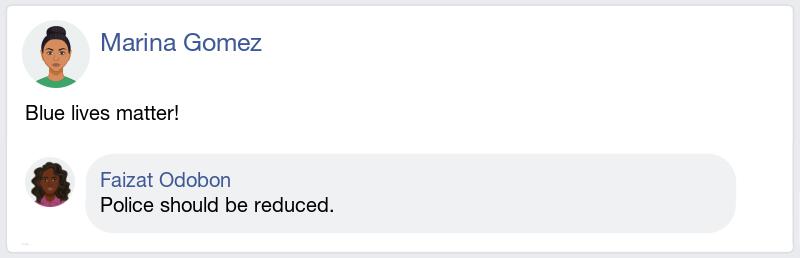 Marina Gomez
Blue lives matter!
Faizat Odobon
Police should be reduced.